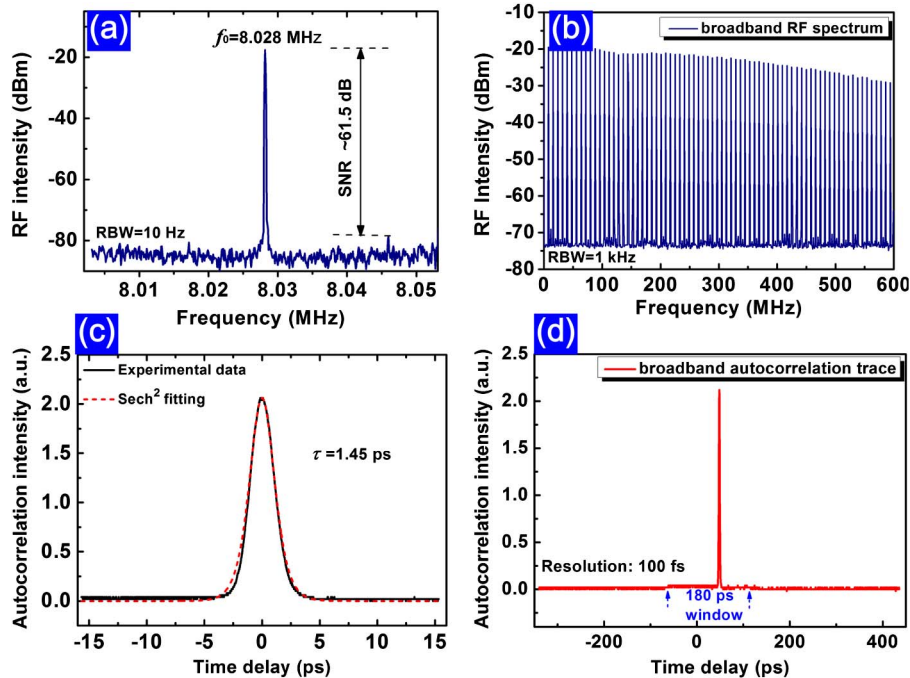 (a)
f₀=8.028 MHz
SNR ~61.5 dB
RBW=10 Hz
RF intensity (dBm)
-20
-40
-60
-80
8.01 8.02 8.03 8.04 8.05
Frequency (MHz)
(b)
broadband RF spectrum
RBW=1 kHz
RF Intensity (dBm)
-10
-20
-30
-40
-50
-60
-70
-80
0 100 200 300 400 500 600
Frequency (MHz)
(c)
Experimental data
Sech² fitting
τ =1.45 ps
Autocorrelation intensity (a.u.)
2.5
2.0
1.5
1.0
0.5
0.0
-15 -10 -5 0 5 10 15
Time delay (ps)
(d)
broadband autocorrelation trace
Resolution: 100 fs
180 ps
window
Autocorrelation intensity (a.u.)
2.5
2.0
1.5
1.0
0.5
0.0
-200 0 200 400
Time delay (ps)